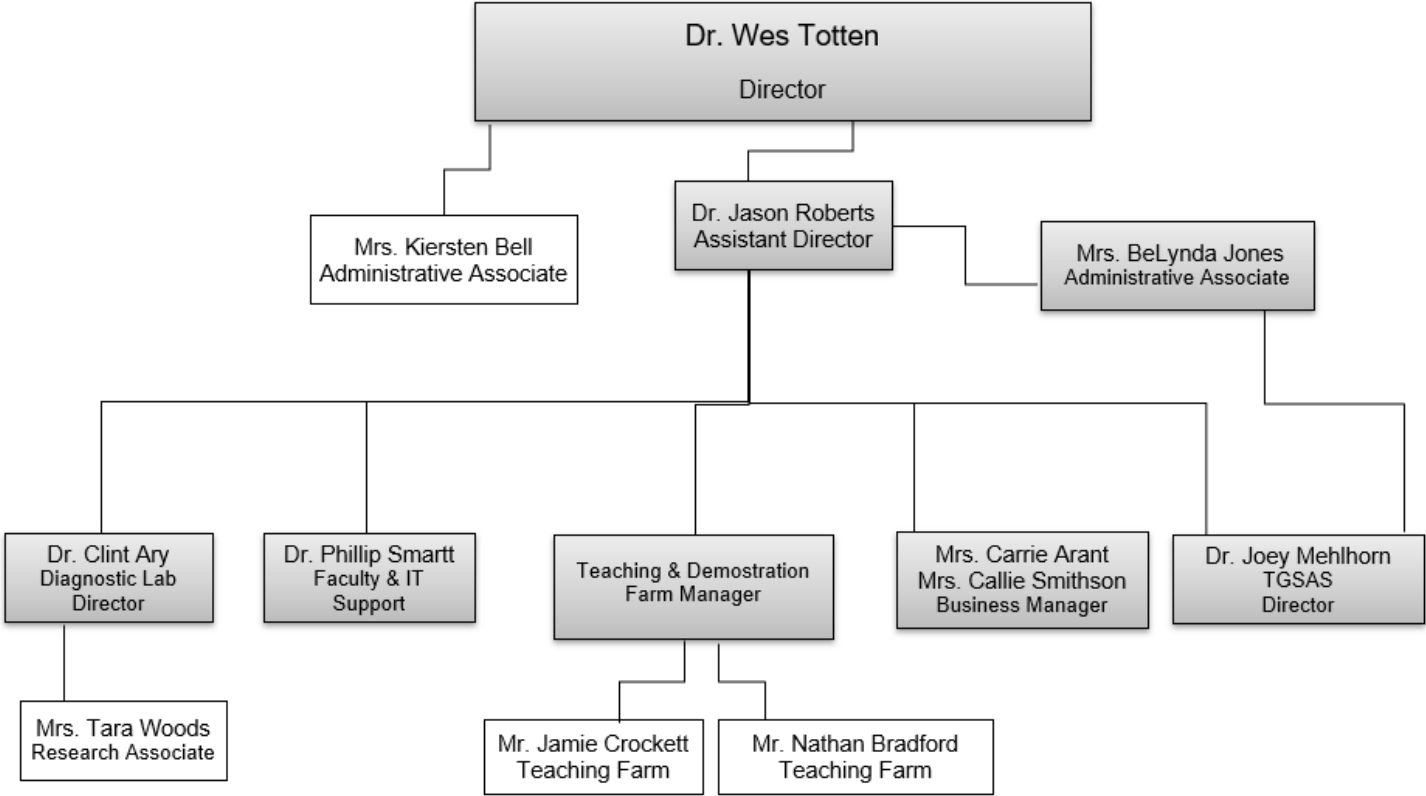 Dr. Wes Totten
Director
Mrs. Kiersten Bell
Administrative Associate
Dr. Jason Roberts
Assistant Director
Mrs. BeLynda Jones
Administrative Associate
Dr. Clint Ary
Diagnostic Lab
Director
Dr. Phillip Smartt
Faculty & IT
Support
Teaching & Demostration
Farm Manager
Mrs. Carrie Arant
Mrs. Callie Smithson
Business Manager
Dr. Joey Mehlhorn
TGSAS
Director
Mrs. Tara Woods
Research Associate
Mr. Jamie Crockett
Teaching Farm
Mr. Nathan Bradford
Teaching Farm